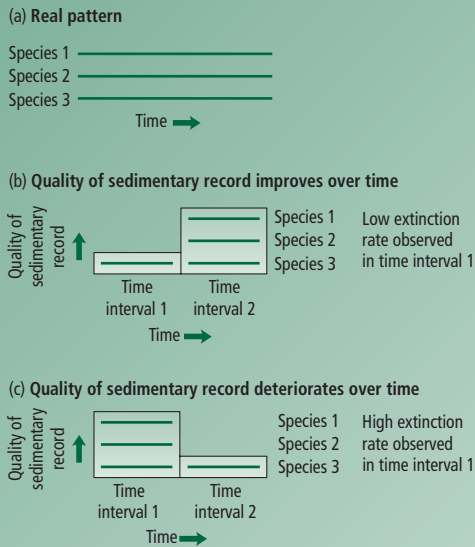 (a) Real pattern
Species 1
Species 2
Species 3
Time
(b) Quality of sedimentary record improves over time
Quality of
sedimentary
record
Species 1
Species 2
Species 3
Low extinction
rate observed
in time interval 1
Time
interval 1
Time
interval 2
Time
(c) Quality of sedimentary record deteriorates over time
Quality of
sedimentary
record
Species 1
Species 2
Species 3
High extinction
rate observed
in time interval 1
Time
interval 1
Time
interval 2
Time